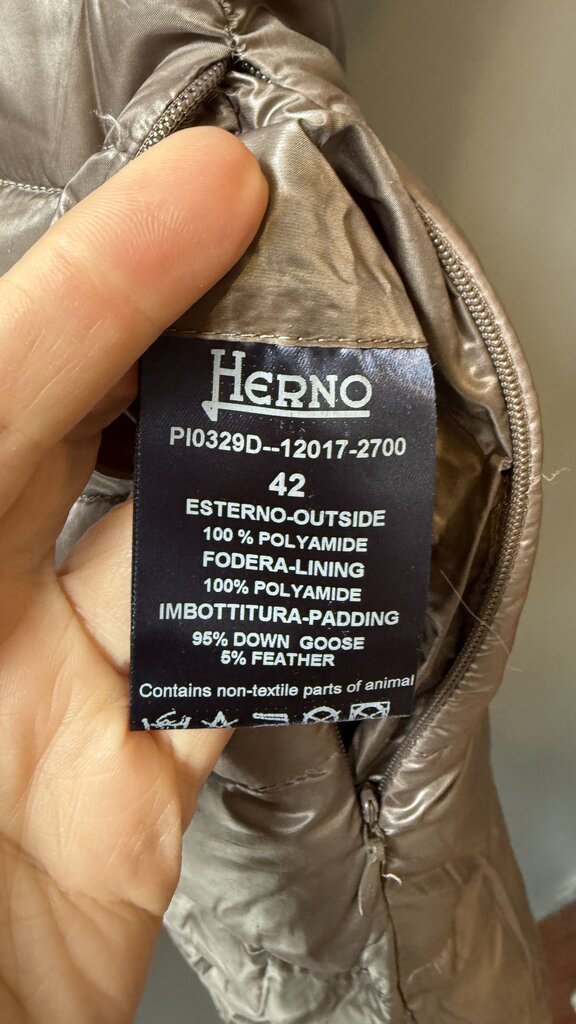 HERNO
PI0329D--12017-2700
42
ESTERNO-OUTSIDE
100 % POLYAMIDE
FODERA-LINING
100% POLYAMIDE
IMBOTTITURA-PADDING
95% DOWN GOOSE
5% FEATHER
Contains non-textile parts of animal